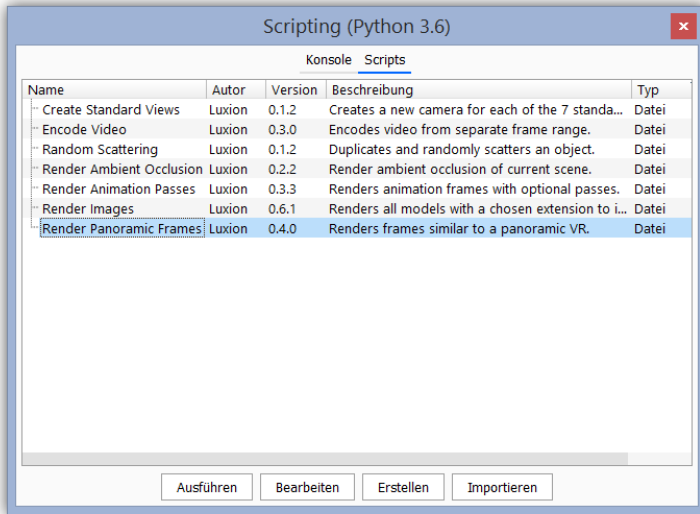 Scripting (Python 3.6)
Konsole Scripts
Name Autor Version Beschreibung Typ
Create Standard Views Luxion 0.1.2 Creates a new camera for each of the 7 standa... Datei
Encode Video Luxion 0.3.0 Encodes video from separate frame range. Datei
Random Scattering Luxion 0.1.2 Duplicates and randomly scatters an object. Datei
Render Ambient Occlusion Luxion 0.2.2 Render ambient occlusion of current scene. Datei
Render Animation Passes Luxion 0.3.3 Renders animation frames with optional passes. Datei
Render Images Luxion 0.6.1 Renders all models with a chosen extension to i... Datei
Render Panoramic Frames Luxion 0.4.0 Renders frames similar to a panoramic VR. Datei
Ausführen Bearbeiten Erstellen Importieren